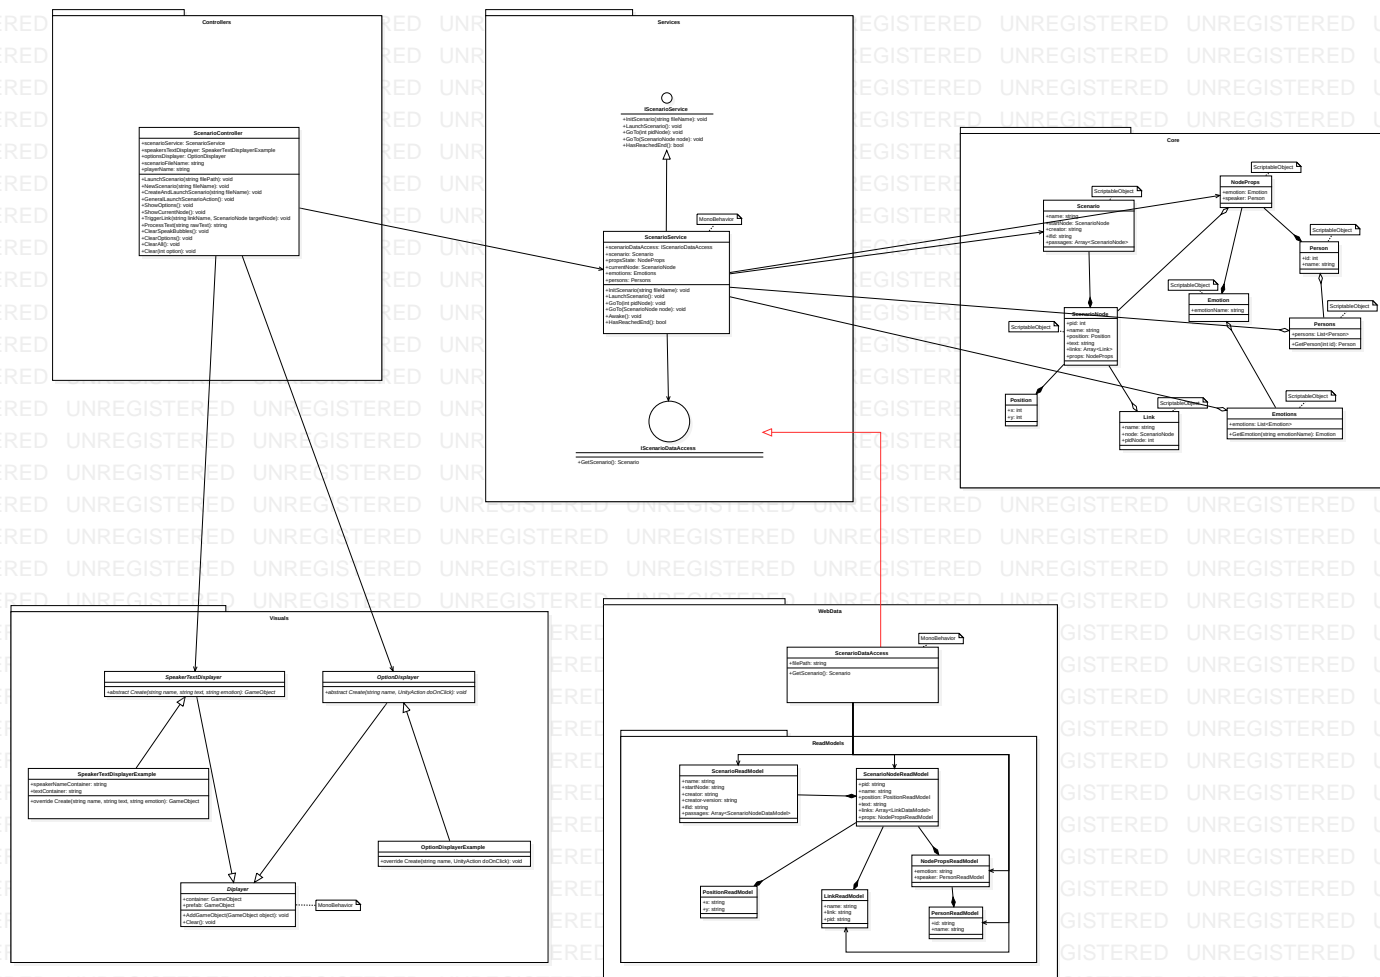 Controllers
ScenarioController
+scenarioService: ScenarioService
+speakersTextDisplayer: SpeakerTextDisplayerExample
+optionsDisplayer: OptionDisplayer
+scenarioFileName: string
+playerName: string
+LaunchScenario(string filePath): void
+NewScenario(string fileName): void
+CreateAndLaunchScenario(string fileName): void
+GeneralLaunchScenarioAction(): void
+ShowOptions(): void
+ShowCurrentNode(): void
+TriggerLink(string linkName, ScenarioNode targetNode): void
+ProcessText(string rawText): string
+ClearSpeakBubbles(): void
+ClearOptions(): void
+ClearAll(): void
+Clear(int option): void
Services
IScenarioService
+InitScenario(string fileName): void
+LaunchScenario(): void
+GoTo(int pidNode): void
+GoTo(ScenarioNode node): void
+HasReachedEnd(): bool
MonoBehavior
ScenarioService
+scenarioDataAccess: IScenarioDataAccess
+scenario: Scenario
+propsState: NodeProps
+currentNode: ScenarioNode
+emotions: Emotions
+persons: Persons
+InitScenario(string fileName): void
+LaunchScenario(): void
+GoTo(int pidNode): void
+GoTo(ScenarioNode node): void
+Awake(): void
+HasReachedEnd(): bool
IScenarioDataAccess
+GetScenario(): Scenario
Core
ScriptableObject
NodeProps
+emotion: Emotion
+speaker: Person
ScriptableObject
Scenario
+name: string
+startNode: ScenarioNode
+creator: string
+ifid: string
+passages: Array<ScenarioNode>
ScriptableObject
Person
+id: int
+name: string
ScriptableObject
Emotion
+emotionName: string
ScriptableObject
Persons
+persons: List<Person>
+GetPerson(int id): Person
ScriptableObject
ScenarioNode
+pid: int
+name: string
+position: Position
+text: string
+links: Array<Link>
+props: NodeProps
Position
+x: int
+y: int
ScriptableObject
Link
+name: string
+node: ScenarioNode
+pidNode: int
ScriptableObject
Emotions
+emotions: List<Emotion>
+GetEmotion(string emotionName): Emotion
Visuals
SpeakerTextDisplayer
+abstract Create(string name, string text, string emotion): GameObject
OptionDisplayer
+abstract Create(string name, UnityAction doOnClick): void
SpeakerTextDisplayerExample
+speakerNameContainer: string
+textContainer: string
+override Create(string name, string text, string emotion): GameObject
OptionDisplayerExample
+override Create(string name, UnityAction doOnClick): void
Diplayer
+container: GameObject
+prefab: GameObject
+AddGameObject(GameObject object): void
+Clear(): void
MonoBehavior
WebData
MonoBehavior
ScenarioDataAccess
+filePath: string
+GetScenario(): Scenario
ReadModels
ScenarioReadModel
+name: string
+startNode: string
+creator: string
+creator-version: string
+ifid: string
+passages: Array<ScenarioNodeDataModel>
ScenarioNodeReadModel
+pid: string
+name: string
+position: PositionReadModel
+text: string
+links: Array<LinkDataModel>
+props: NodePropsReadModel
NodePropsReadModel
+emotion: string
+speaker: PersonReadModel
PositionReadModel
+x: string
+y: string
LinkReadModel
+name: string
+link: string
+pid: string
PersonReadModel
+id: string
+name: string